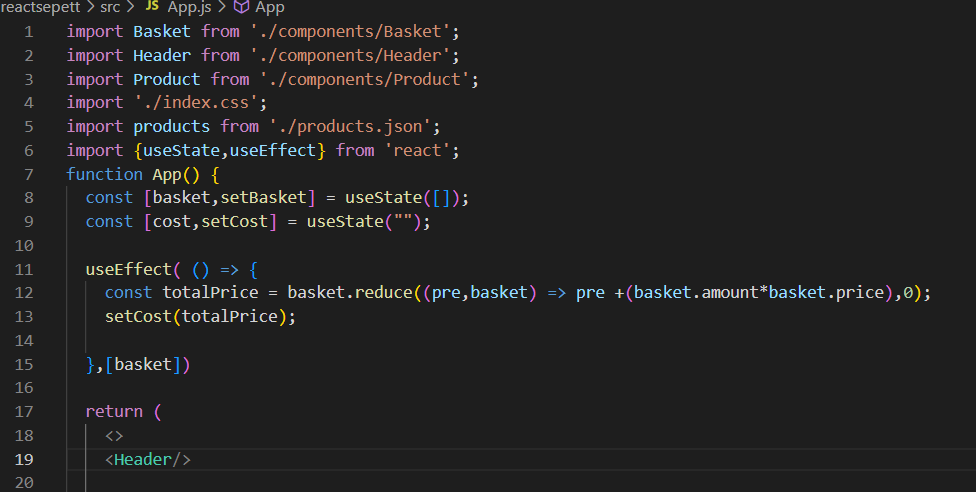 reactsepett > src > JS App.js > App
1 import Basket from './components/Basket';
2 import Header from './components/Header';
3 import Product from './components/Product';
4 import './index.css';
5 import products from './products.json';
6 import {useState,useEffect} from 'react';
7 function App() {
8   const [basket,setBasket] = useState([]);
9   const [cost,setCost] = useState("");
10
11   useEffect( () => {
12     const totalPrice = basket.reduce((pre,basket) => pre +(basket.amount*basket.price),0);
13     setCost(totalPrice);
14
15   },[basket])
16
17   return (
18     <>
19     <Header/>
20